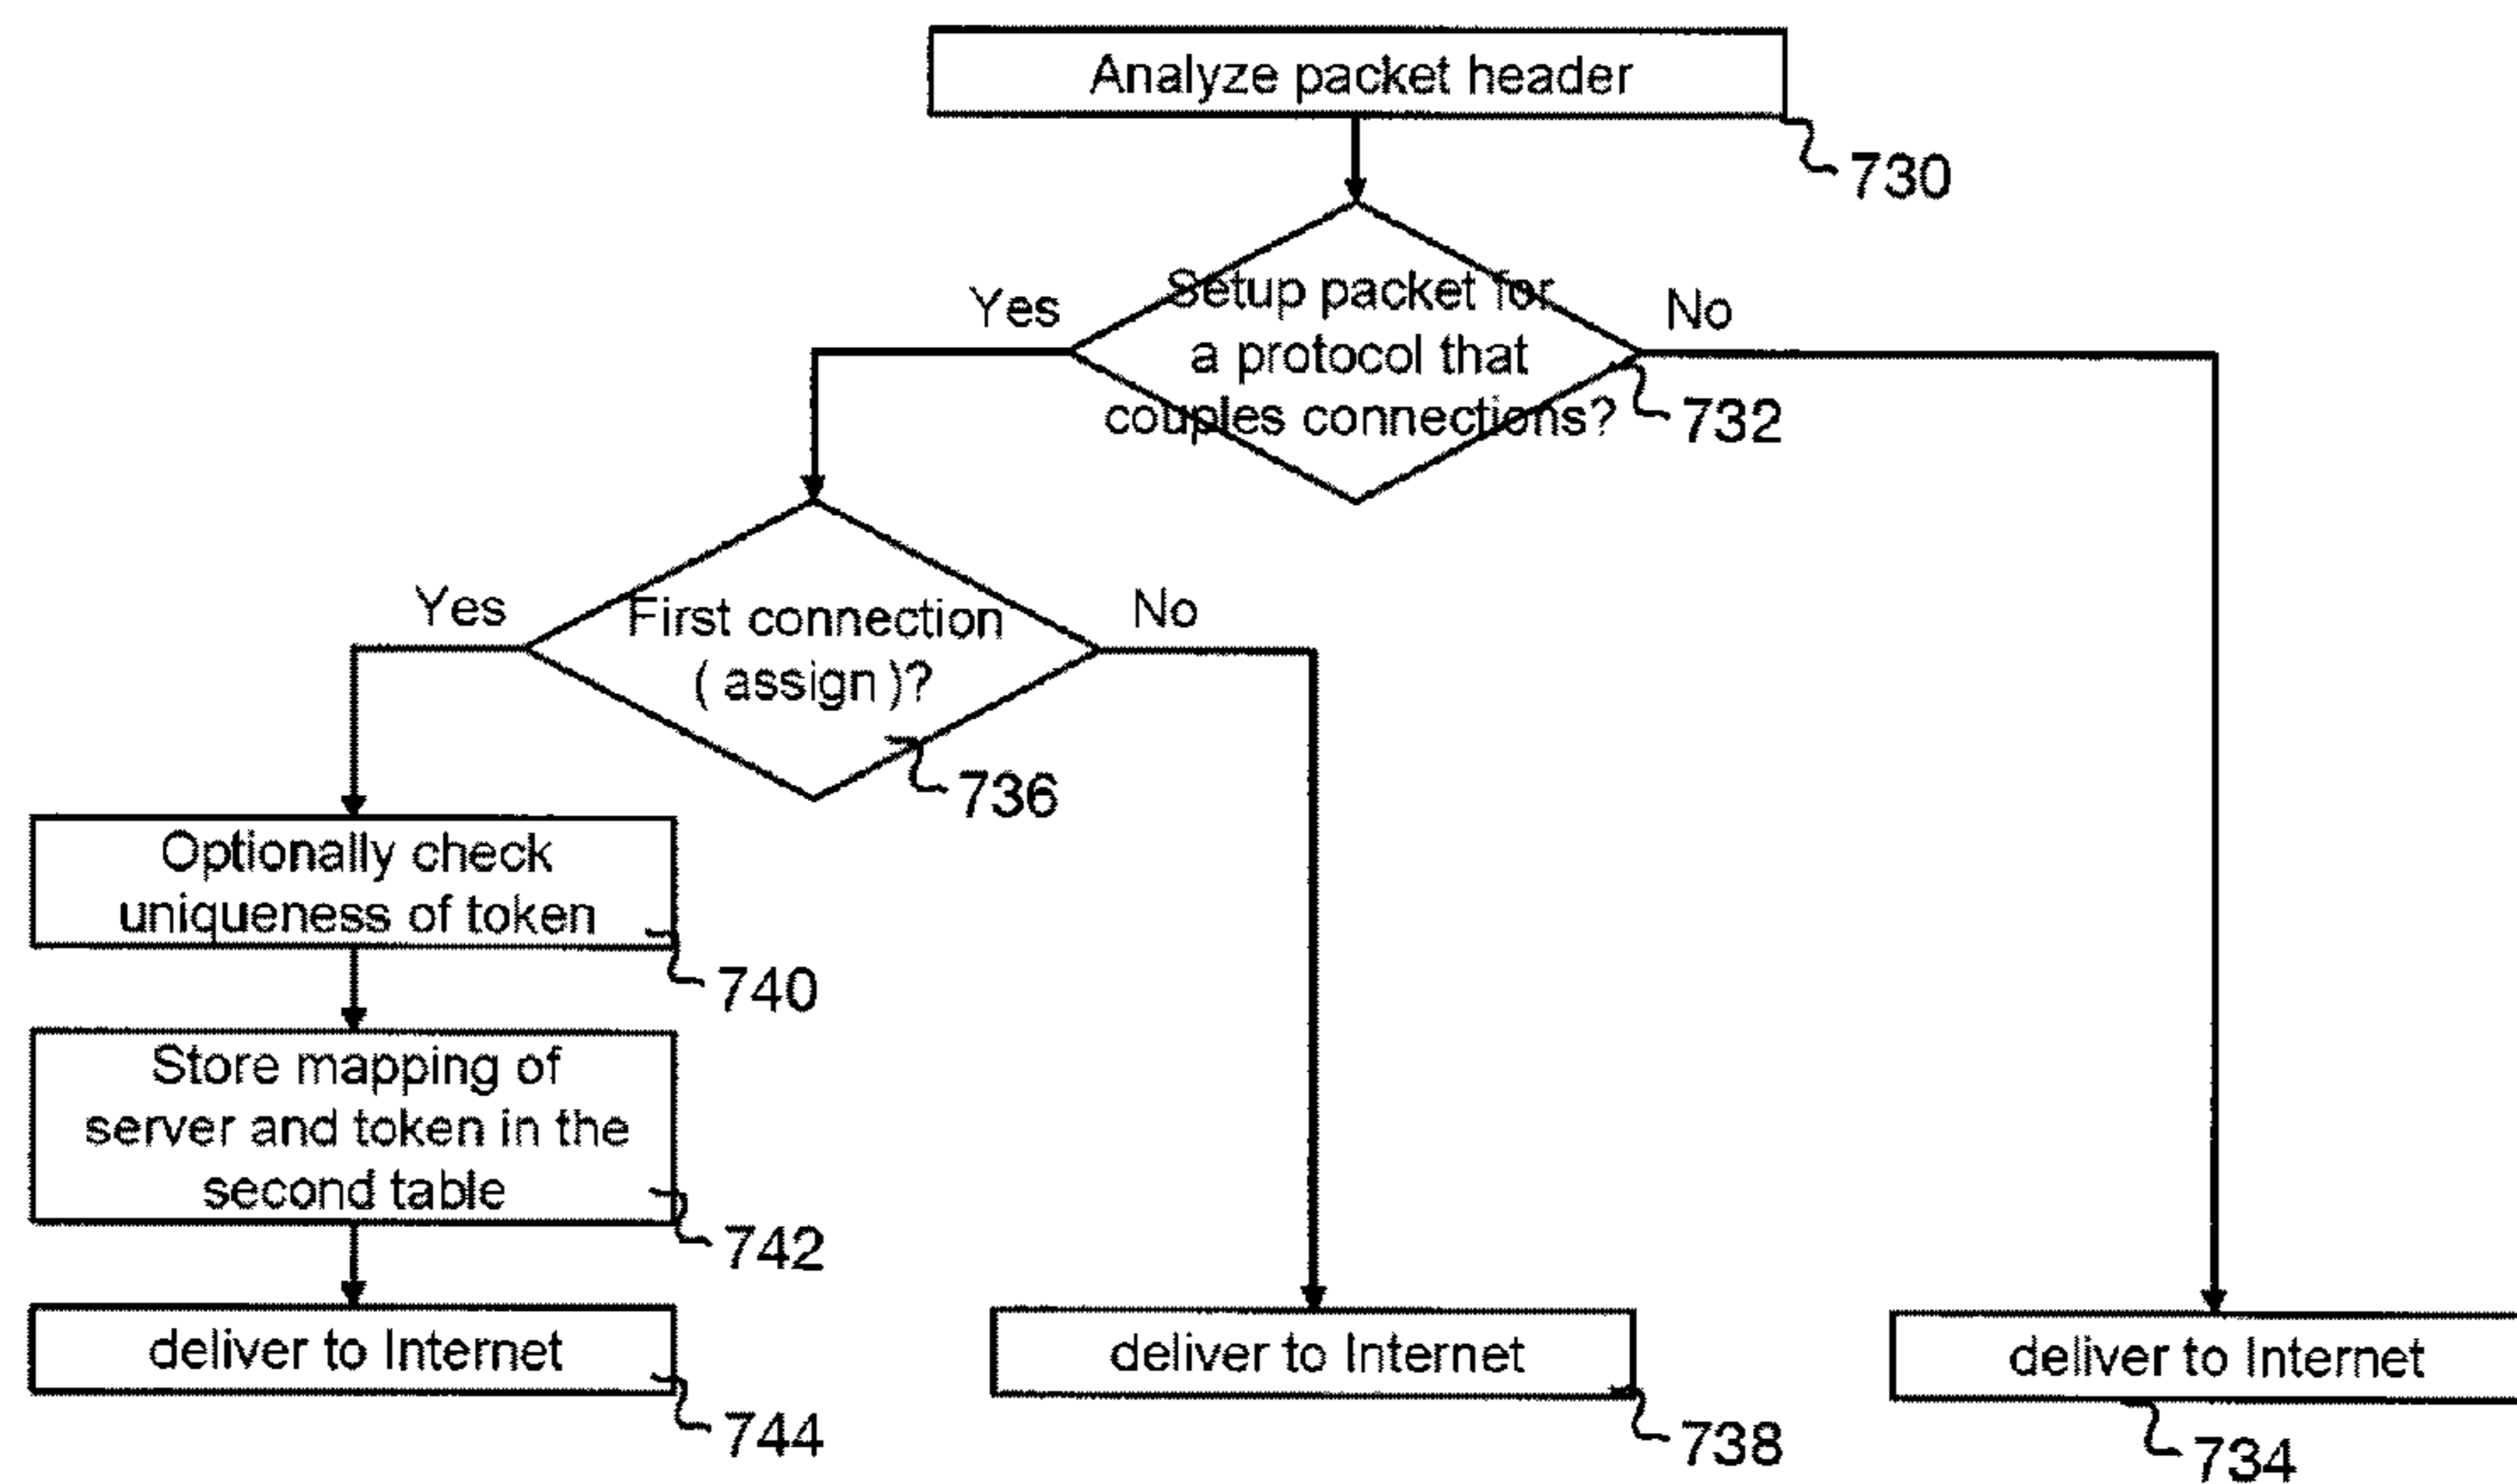 Analyze packet header
730
Yes
Setup packet for
a protocol that
couples connections?
No
732
Yes
First connection
( assign )?
No
736
Optionally check
uniqueness of token
740
Store mapping of
server and token in the
second table
742
deliver to Internet
744
deliver to Internet
738
deliver to Internet
734